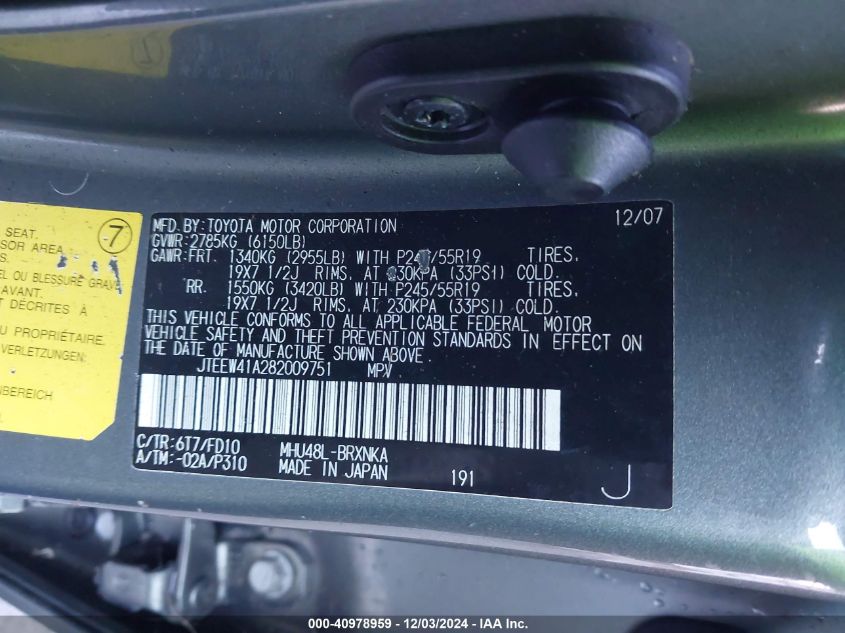 7
SEAT.
SOR AREA
EL OU BLESSURE GRAVE
AVANT.
T DÉCRITES À
U PROPRIÉTAIRE.
VERLETZUNGEN:
NBEREICH
MFD. BY: TOYOTA MOTOR CORPORATION 12/07
GVWR: 2785KG (6150LB)
GAWR: FRT. 1340KG (2955LB) WITH P245/55R19 TIRES.
19X7 1/2J RIMS. AT 230KPA (33PSI) COLD.
RR. 1550KG (3420LB) WITH P245/55R19 TIRES.
19X7 1/2J RIMS. AT 230KPA (33PSI) COLD.
THIS VEHICLE CONFORMS TO ALL APPLICABLE FEDERAL MOTOR
VEHICLE SAFETY AND THEFT PREVENTION STANDARDS IN EFFECT ON
THE DATE OF MANUFACTURE SHOWN ABOVE.
JTEEW41A282009751 MPV
C/TR: 6T7/FD10 MHU48L-BRXNKA
A/TM: -02A/P310 MADE IN JAPAN 191
J
000-40978959 - 12/03/2024 - IAAI.com